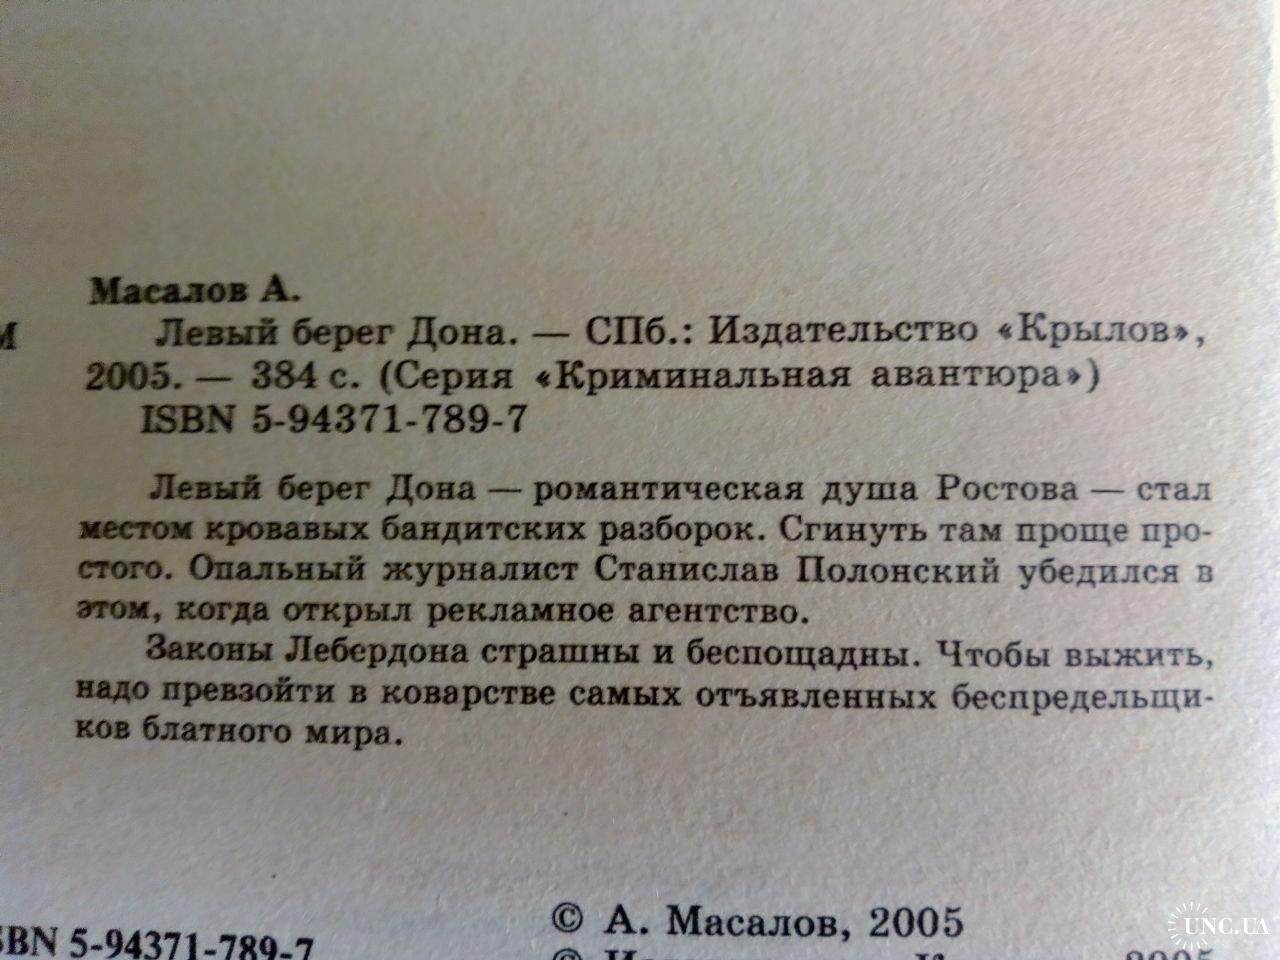 Масалов А.
М Левый берег Дона. — СПб.: Издательство «Крылов»,
2005. — 384 с. (Серия «Криминальная авантюра»)
ISBN 5-94371-789-7
Левый берег Дона — романтическая душа Ростова — стал
местом кровавых бандитских разборок. Сгинуть там проще про-
стого. Опальный журналист Станислав Полонский убедился в
этом, когда открыл рекламное агентство.
Законы Лебердона страшны и беспощадны. Чтобы выжить,
надо превзойти в коварстве самых отъявленных беспредельщи-
ков блатного мира.
© А. Масалов, 2005
SBN 5-94371-789-7
UNC.UA